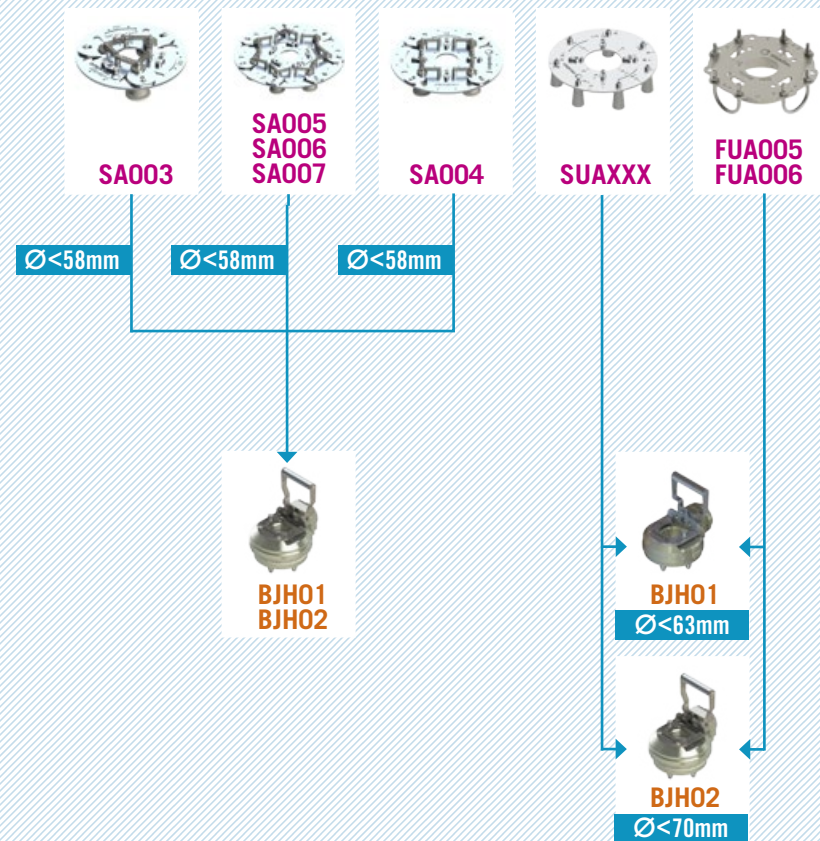 SA003
SA005
SA006
SA007
SA004
SUAXXX
FUA005
FUA006
Ø<58mm
Ø<58mm
Ø<58mm
BJH01
BJH02
BJH01
Ø<63mm
BJH02
Ø<70mm